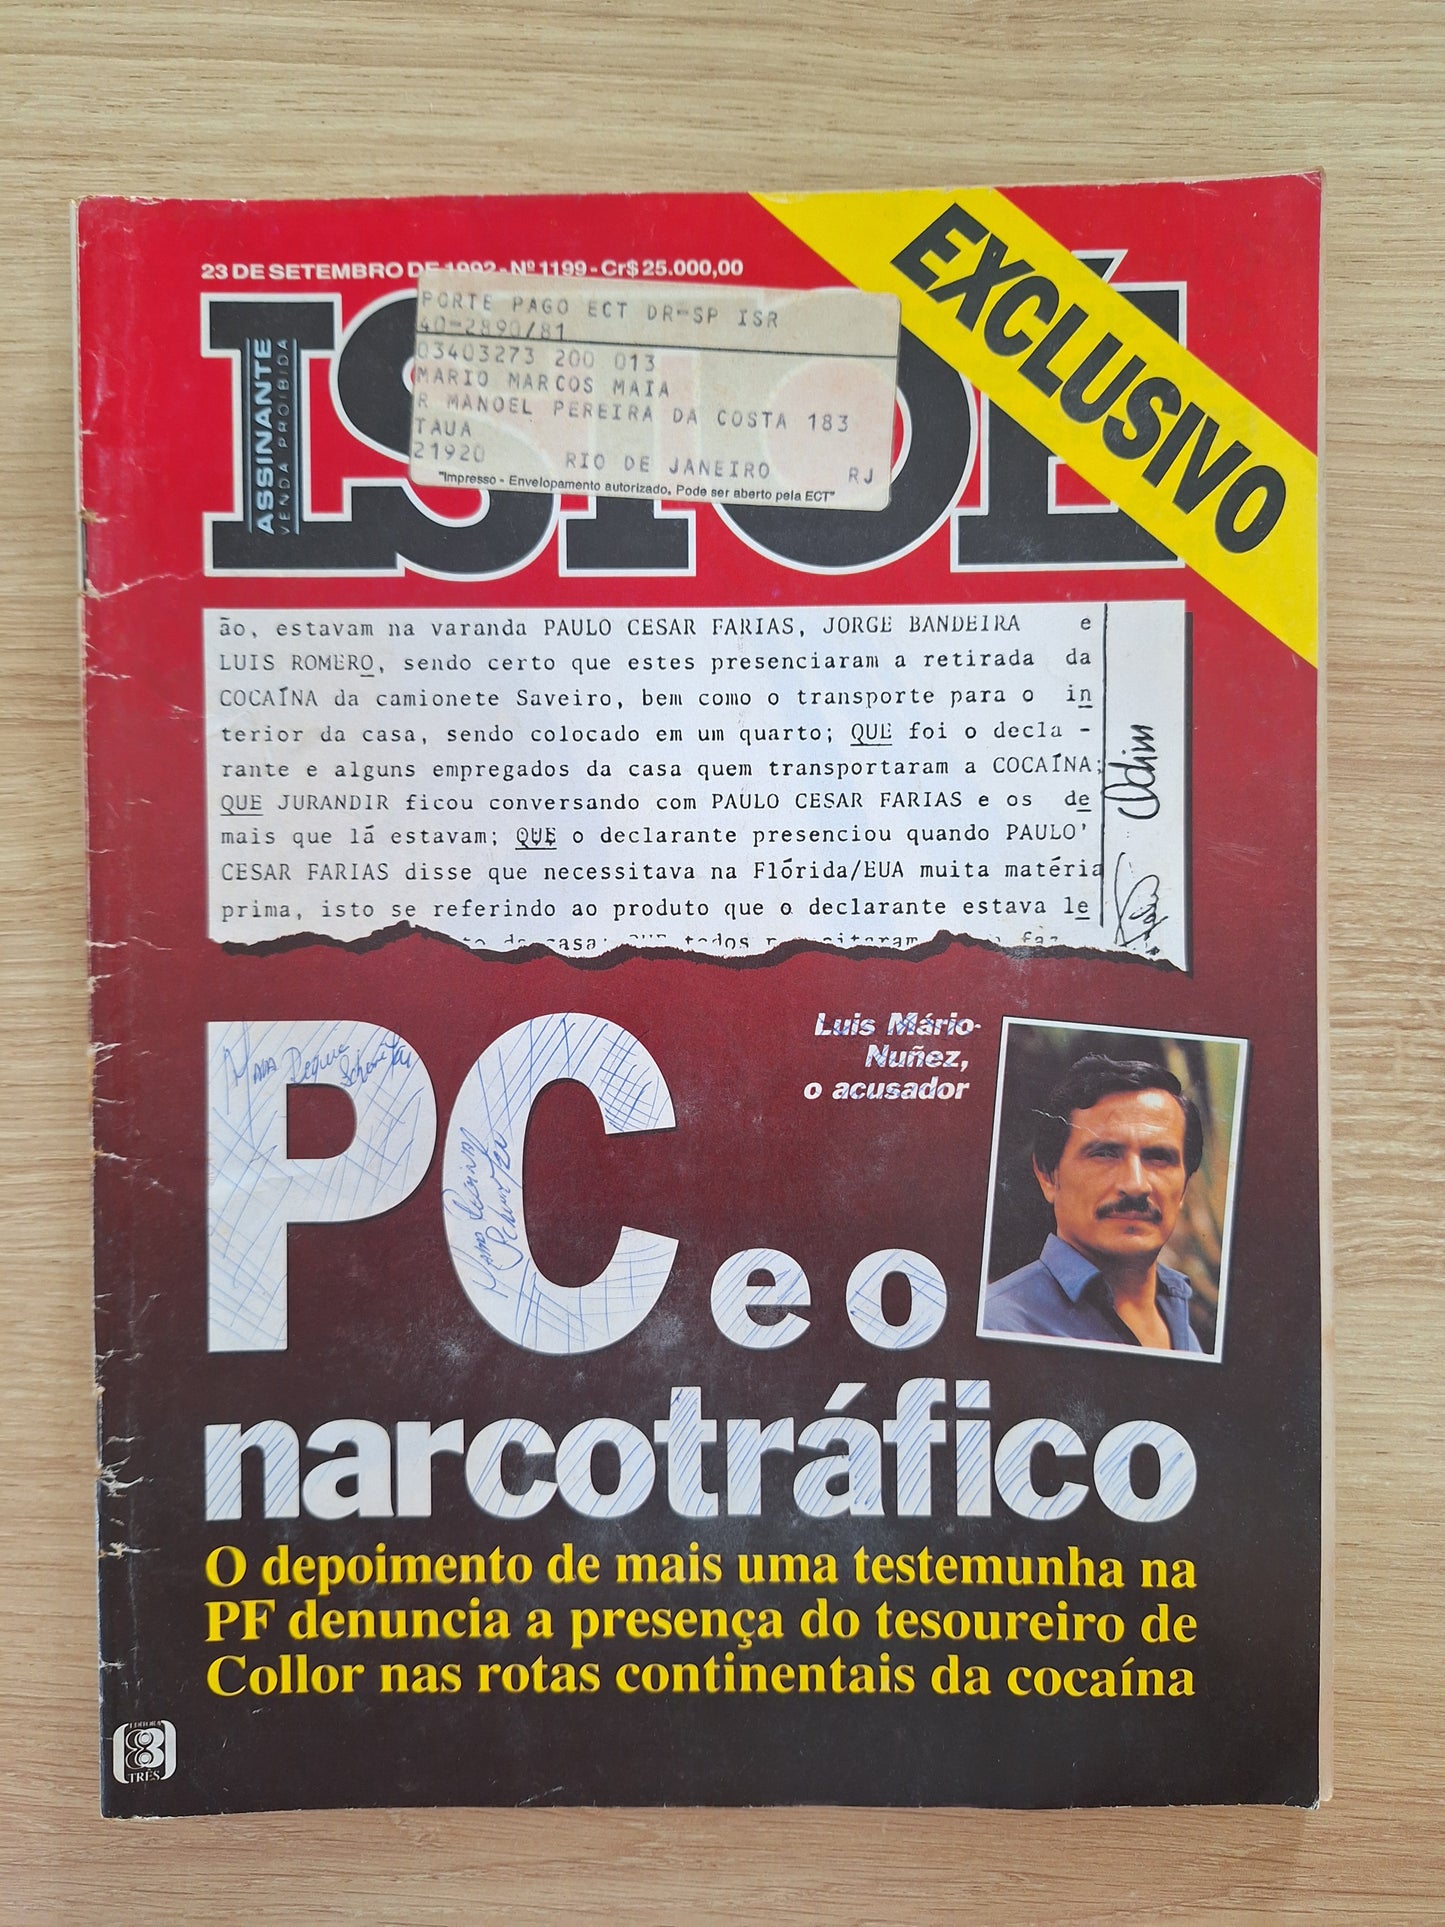 23 DE SETEMBRO DE 1992 - Nº 1199 - Cr$ 25.000,00
EXCLUSIVO
ISTOÉ
ASSINANTE
VENDA PROIBIDA
PORTE PAGO ECT DR-SP ISR
40-2890/81
03403273 200 013
MARIO MARCOS MAIA
R MANOEL PEREIRA DA COSTA 183
TAUA
21920 RIO DE JANEIRO RJ
"Impresso - Envelopamento autorizado. Pode ser aberto pela ECT"
ão, estavam na varanda PAULO CESAR FARIAS, JORGE BANDEIRA e
LUIS ROMERO, sendo certo que estes presenciaram a retirada da
COCAÍNA da camionete Saveiro, bem como o transporte para o in
terior da casa, sendo colocado em um quarto; QUE foi o decla -
rante e alguns empregados da casa quem transportaram a COCAÍNA;
QUE JURANDIR ficou conversando com PAULO CESAR FARIAS e os de
mais que lá estavam; QUE o declarante presenciou quando PAULO'
CESAR FARIAS disse que necessitava na Flórida/EUA muita matéria
prima, isto se referindo ao produto que o declarante estava le
Luis Mário
Nuñez,
o acusador
PC e o
narcotráfico
O depoimento de mais uma testemunha na
PF denuncia a presença do tesoureiro de
Collor nas rotas continentais da cocaína
EDITORA
3
TRÊS